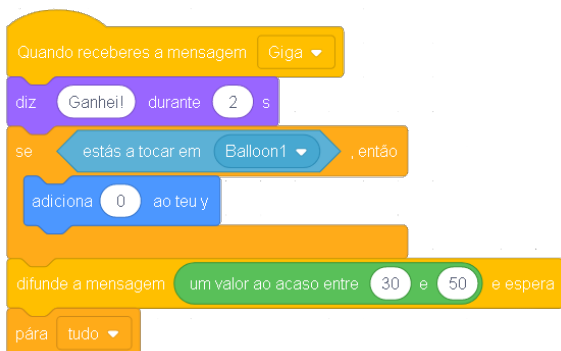 Quando receberes a mensagem Giga
diz Ganhei! durante 2 s
se estás a tocar em Balloon1 , então
adiciona 0 ao teu y
difunde a mensagem um valor ao acaso entre 30 e 50 e espera
pára tudo